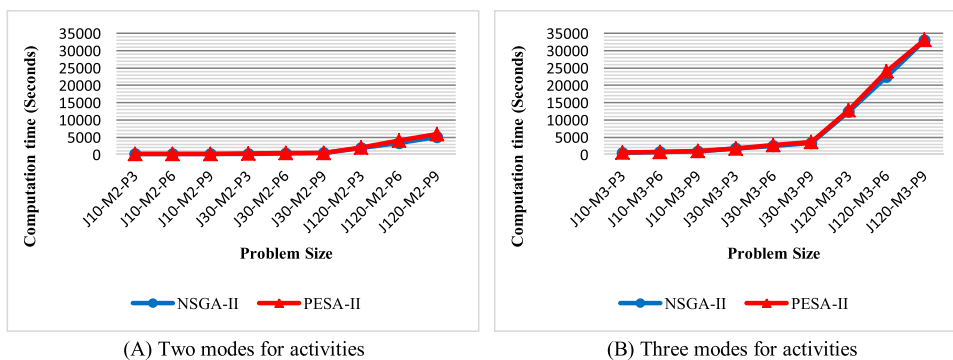 35000
30000
25000
20000
15000
10000
5000
0
Computation time (Seconds)
J10-M2-P3
J10-M2-P6
J10-M2-P9
J30-M2-P3
J30-M2-P6
J30-M2-P9
J120-M2-P3
J120-M2-P6
J120-M2-P9
Problem Size
NSGA-II PESA-II
(A) Two modes for activities
35000
30000
25000
20000
15000
10000
5000
0
Computation time (Seconds)
J10-M3-P3
J10-M3-P6
J10-M3-P9
J30-M3-P3
J30-M3-P6
J30-M3-P9
J120-M3-P3
J120-M3-P6
J120-M3-P9
Problem Size
NSGA-II PESA-II
(B) Three modes for activities